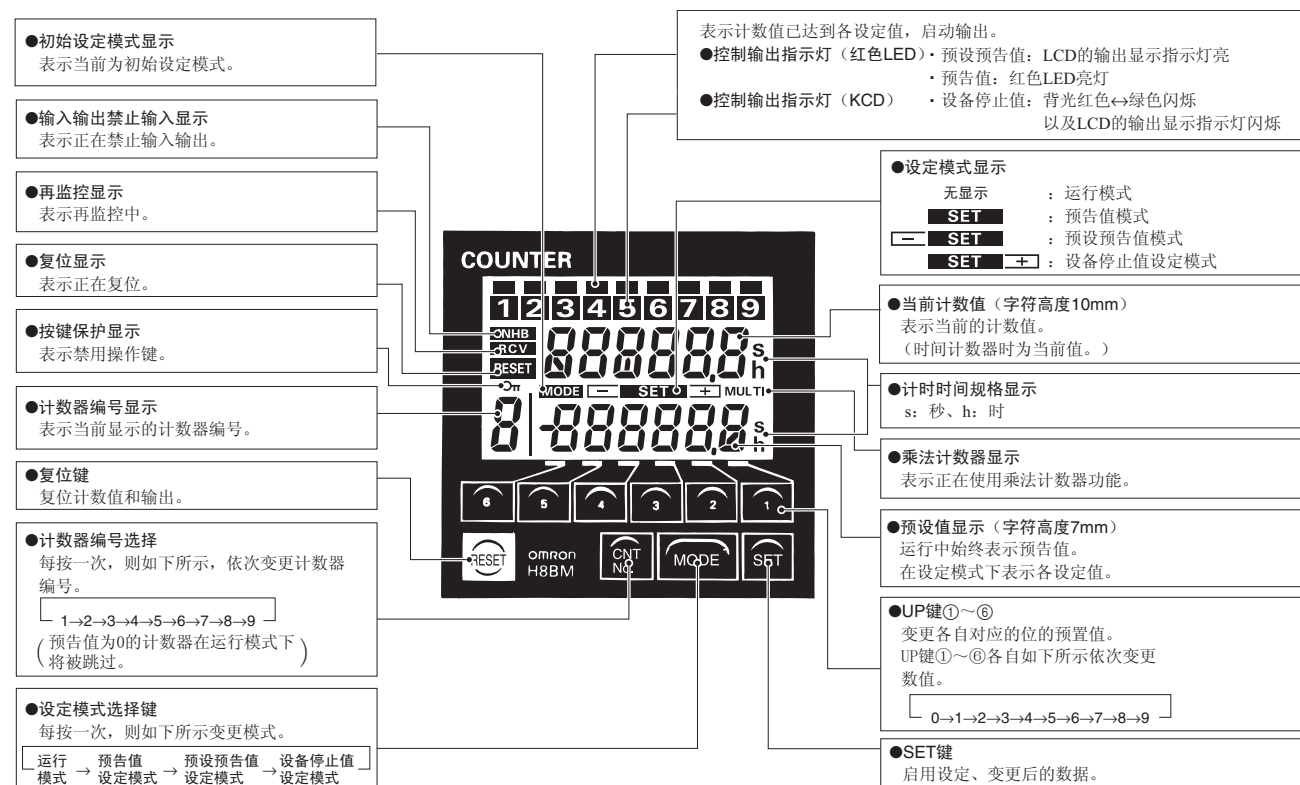 ●初始设定模式显示
表示当前为初始设定模式。
●输入输出禁止输入显示
表示正在禁止输入输出。
●再监控显示
表示再监控中。
●复位显示
表示正在复位。
●按键保护显示
表示禁用操作键。
●计数器编号显示
表示当前显示的计数器编号。
●复位键
复位计数值和输出。
●计数器编号选择
每按一次，则如下所示，依次变更计数器
编号。
1→2→3→4→5→6→7→8→9
(预告值为0的计数器在运行模式下
将被跳过。)
●设定模式选择键
每按一次，则如下所示变更模式。
运行 预告值 预设预告值 设备停止值
模式 → 设定模式 → 设定模式 → 设定模式
COUNTER
1 2 3 4 5 6 7 8 9
INHB
RCV
RESET
8 8 8 8 8.8 s h
MODE − SET + MULTI
8 -8 8 8 8 8.8 s h
6 5 4 3 2 1
RESET
OMRON
H8BM
CNT
No.
MODE
SET
表示计数值已达到各设定值，启动输出。
●控制输出指示灯（红色LED）・预设预告值：LCD的输出显示指示灯亮
・预告值：红色LED亮灯
●控制输出指示灯（KCD） ・设备停止值：背光红色↔绿色闪烁
以及LCD的输出显示指示灯闪烁
●设定模式显示
无显示 ：运行模式
SET ：预告值模式
− SET ：预设预告值模式
SET + ：设备停止值设定模式
●当前计数值（字符高度10mm）
表示当前的计数值。
（时间计数器时为当前值。）
●计时时间规格显示
s：秒、h：时
●乘法计数器显示
表示正在使用乘法计数器功能。
●预设值显示（字符高度7mm）
运行中始终表示预告值。
在设定模式下表示各设定值。
●UP键①～⑥
变更各自对应的位的预置值。
UP键①～⑥各自如下所示依次变更
数值。
0→1→2→3→4→5→6→7→8→9
●SET键
启用设定、变更后的数据。